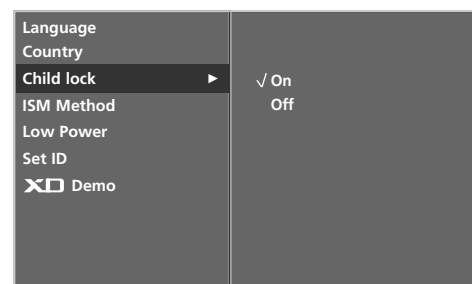 Language
Country
Child lock ►
ISM Method
Low Power
Set ID
XD Demo
√ On
Off